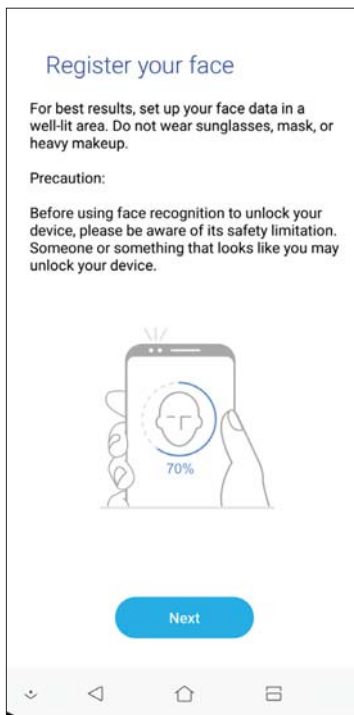 Register your face
For best results, set up your face data in a
well-lit area. Do not wear sunglasses, mask, or
heavy makeup.
Precaution:
Before using face recognition to unlock your
device, please be aware of its safety limitation.
Someone or something that looks like you may
unlock your device.
70%
Next